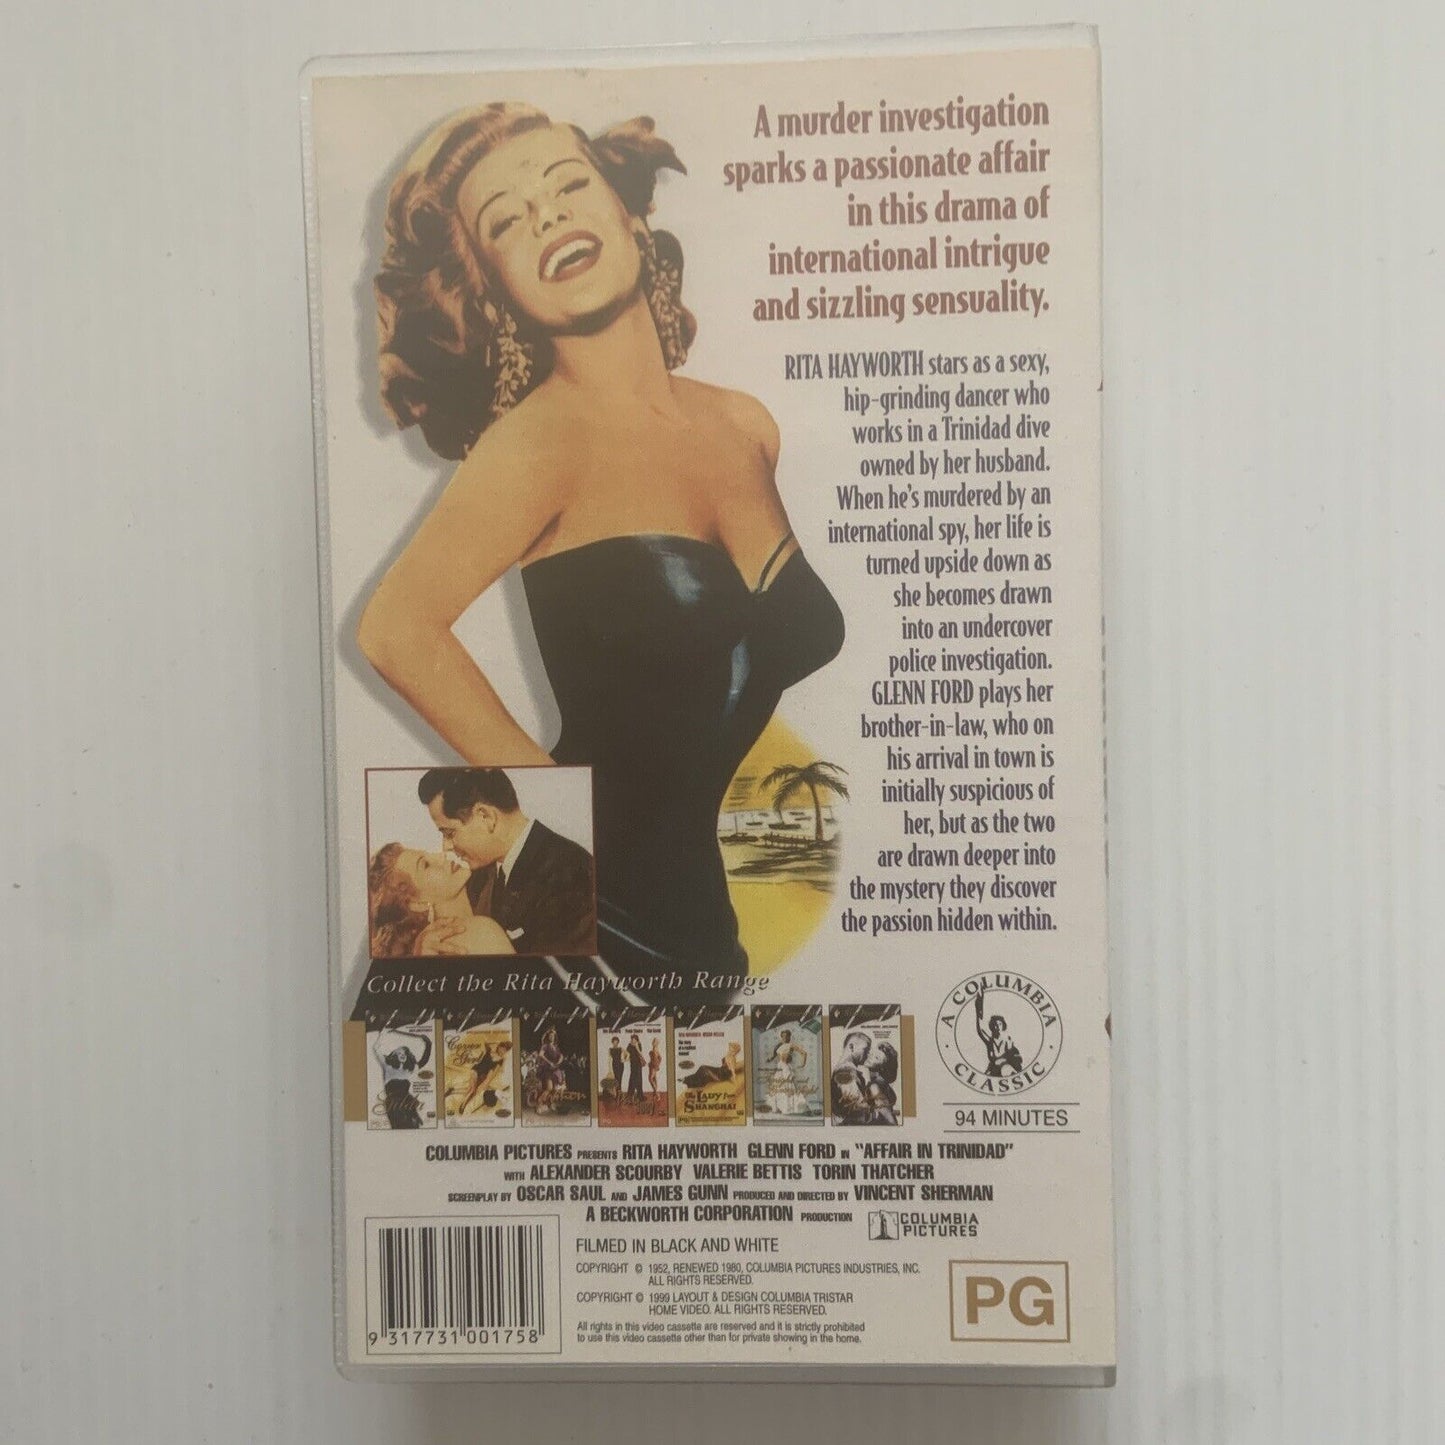 A murder investigation
sparks a passionate affair
in this drama of
international intrigue
and sizzling sensuality.
RITA HAYWORTH stars as a sexy,
hip-grinding dancer who
works in a Trinidad dive
owned by her husband.
When he's murdered by an
international spy, her life is
turned upside down as
she becomes drawn
into an undercover
police investigation.
GLENN FORD plays her
brother-in-law, who on
his arrival in town is
initially suspicious of
her, but as the two
are drawn deeper into
the mystery they discover
the passion hidden within.
Collect the Rita Hayworth Range
Gilda
Cover
Girl
The LADY from
SHANGHAI
A COLUMBIA
CLASSIC
94 MINUTES
COLUMBIA PICTURES PRESENTS RITA HAYWORTH GLENN FORD IN "AFFAIR IN TRINIDAD"
WITH ALEXANDER SCOURBY VALERIE BETTIS TORIN THATCHER
SCREENPLAY BY OSCAR SAUL AND JAMES GUNN PRODUCED AND DIRECTED BY VINCENT SHERMAN
A BECKWORTH CORPORATION PRODUCTION
COLUMBIA
PICTURES
FILMED IN BLACK AND WHITE
COPYRIGHT © 1952, RENEWED 1980, COLUMBIA PICTURES INDUSTRIES, INC.
ALL RIGHTS RESERVED.
COPYRIGHT © 1999 LAYOUT & DESIGN COLUMBIA TRISTAR
HOME VIDEO. ALL RIGHTS RESERVED.
All rights in this video cassette are reserved and it is strictly prohibited
to use this video cassette other than for private showing in the home.
9 317731 001758
PG